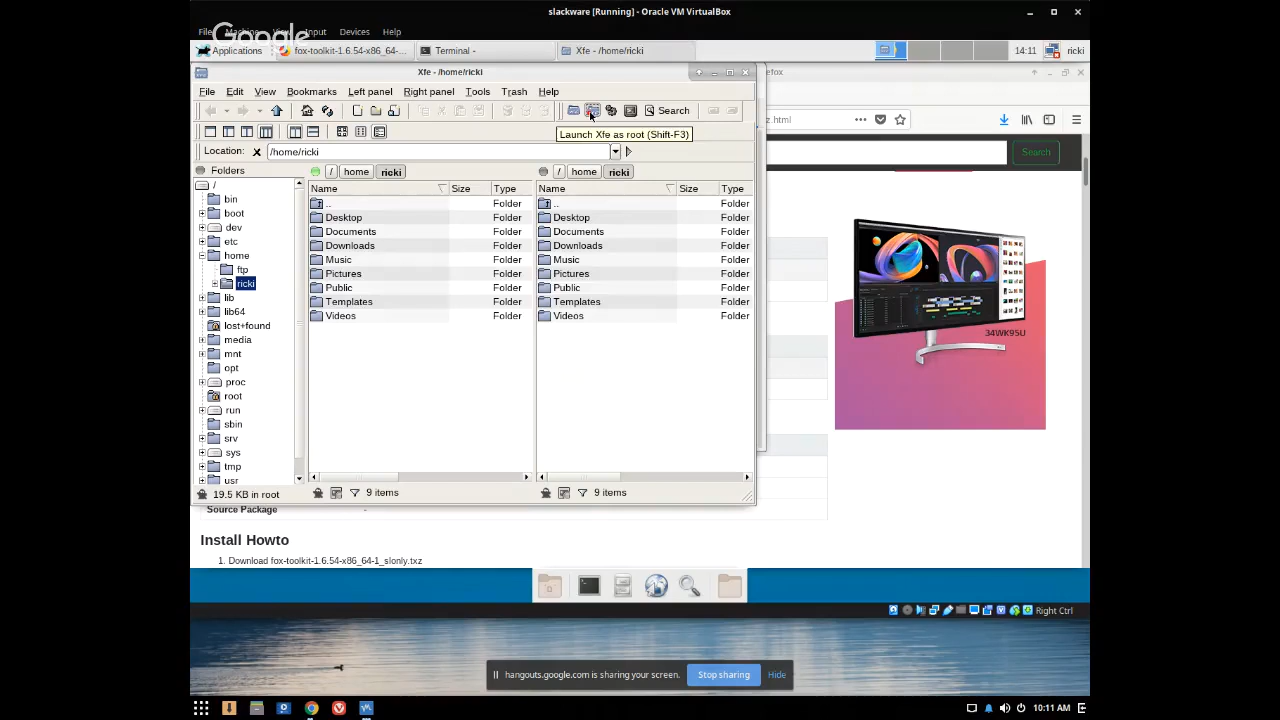 slackware [Running] - Oracle VM VirtualBox
File Machine View Input Devices Help
Google
Applications fox-toolkit-1.6.54-x86_64-... Terminal - Xfe - /home/ricki 14:11 ricki
Xfe - /home/ricki
efox
File Edit View Bookmarks Left panel Right panel Tools Trash Help
Search
z.html
Launch Xfe as root (Shift-F3)
Location: /home/ricki
Search
Folders / home ricki / home ricki
/
bin
boot
dev
etc
home
ftp
ricki
lib
lib64
lost+found
media
mnt
opt
proc
root
run
sbin
srv
sys
tmp
usr
Name Size Type
.. Folder
Desktop Folder
Documents Folder
Downloads Folder
Music Folder
Pictures Folder
Public Folder
Templates Folder
Videos Folder
Name Size Type
.. Folder
Desktop Folder
Documents Folder
Downloads Folder
Music Folder
Pictures Folder
Public Folder
Templates Folder
Videos Folder
34WK95U
19.5 KB in root 9 items 9 items
Source Package -
Install Howto
1. Download fox-toolkit-1.6.54-x86_64-1_slonly.txz
Right Ctrl
hangouts.google.com is sharing your screen. Stop sharing Hide
10:11 AM